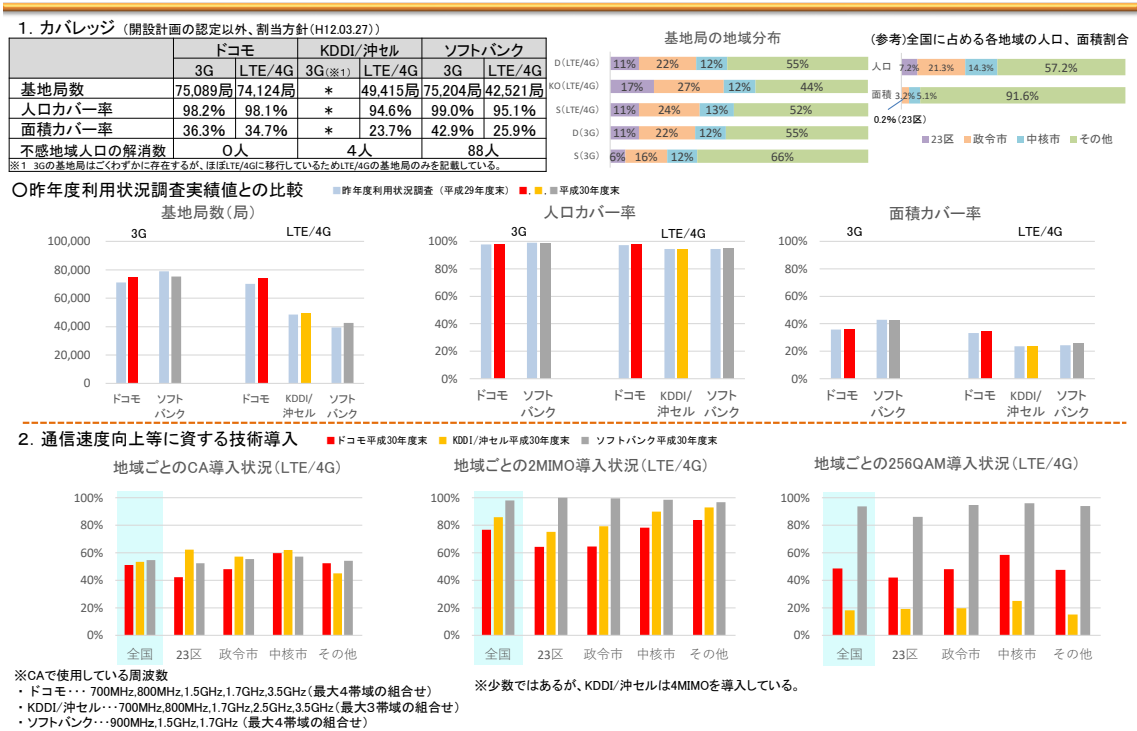 1．カバレッジ（開設計画の認定以外、割当方針(H12.03.27)）
ドコモ KDDI/沖セル ソフトバンク
3G LTE/4G 3G(※1) LTE/4G 3G LTE/4G
基地局数 75,089局 74,124局 ＊ 49,415局 75,204局 42,521局
人口カバー率 98.2% 98.1% ＊ 94.6% 99.0% 95.1%
面積カバー率 36.3% 34.7% ＊ 23.7% 42.9% 25.9%
不感地域人口の解消数 0人 4人 88人
※1 3Gの基地局はごくわずかに存在するが、ほぼLTE/4Gに移行しているためLTE/4Gの基地局のみを記載している。
基地局の地域分布
D(LTE/4G) 11% 22% 12% 55%
KO(LTE/4G) 17% 27% 12% 44%
S(LTE/4G) 11% 24% 13% 52%
D(3G) 11% 22% 12% 55%
S(3G) 6% 16% 12% 66%
(参考)全国に占める各地域の人口、面積割合
人口 7.2% 21.3% 14.3% 57.2%
面積 3.2% 5.1% 91.6%
0.2%(23区)
■23区 ■政令市 ■中核市 ■その他
〇昨年度利用状況調査実績値との比較
■昨年度利用状況調査（平成29年度末） ■．■．■平成30年度末
基地局数(局)
3G LTE/4G
100,000
80,000
60,000
40,000
20,000
0
ドコモ ソフトバンク ドコモ KDDI/沖セル ソフトバンク
人口カバー率
3G LTE/4G
100%
80%
60%
40%
20%
0%
ドコモ ソフトバンク ドコモ KDDI/沖セル ソフトバンク
面積カバー率
3G LTE/4G
100%
80%
60%
40%
20%
0%
ドコモ ソフトバンク ドコモ KDDI/沖セル ソフトバンク
2．通信速度向上等に資する技術導入
■ドコモ平成30年度末 ■ KDDI/沖セル平成30年度末 ■ ソフトバンク平成30年度末
地域ごとのCA導入状況(LTE/4G)
100%
80%
60%
40%
20%
0%
全国 23区 政令市 中核市 その他
地域ごとの2MIMO導入状況(LTE/4G)
100%
80%
60%
40%
20%
0%
全国 23区 政令市 中核市 その他
地域ごとの256QAM導入状況(LTE/4G)
100%
80%
60%
40%
20%
0%
全国 23区 政令市 中核市 その他
※CAで使用している周波数
・ドコモ･･･ 700MHz,800MHz,1.5GHz,1.7GHz,3.5GHz(最大4帯域の組合せ)
・KDDI/沖セル･･･700MHz,800MHz,1.7GHz,2.5GHz,3.5GHz(最大3帯域の組合せ)
・ソフトバンク･･･900MHz,1.5GHz,1.7GHz (最大4帯域の組合せ)
※少数ではあるが、KDDI/沖セルは4MIMOを導入している。